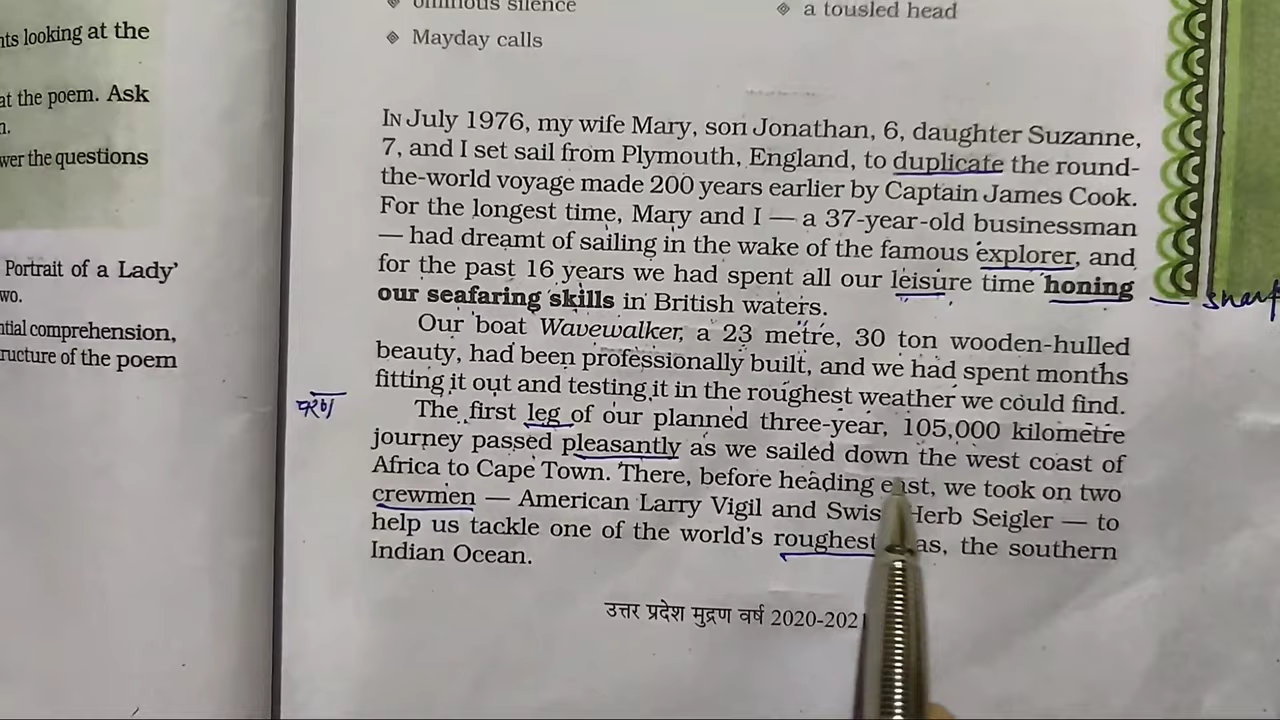 nts looking at the
at the poem. Ask
n.
wer the questions
Portrait of a Lady'
wo.
ntial comprehension,
ructure of the poem
ominous silence
a tousled head
Mayday calls
IN July 1976, my wife Mary, son Jonathan, 6, daughter Suzanne,
7, and I set sail from Plymouth, England, to duplicate the round-
the-world voyage made 200 years earlier by Captain James Cook.
For the longest time, Mary and I — a 37-year-old businessman
— had dreamt of sailing in the wake of the famous explorer, and
for the past 16 years we had spent all our leisure time honing
our seafaring skills in British waters.
Our boat Wavewalker, a 23 metre, 30 ton wooden-hulled
beauty, had been professionally built, and we had spent months
fitting it out and testing it in the roughest weather we could find.
The first leg of our planned three-year, 105,000 kilometre
journey passed pleasantly as we sailed down the west coast of
Africa to Cape Town. There, before heading east, we took on two
crewmen — American Larry Vigil and Swiss Herb Seigler — to
help us tackle one of the world's roughest seas, the southern
Indian Ocean.
उत्तर प्रदेश मुद्रण वर्ष 2020-2021
चरण
sharp